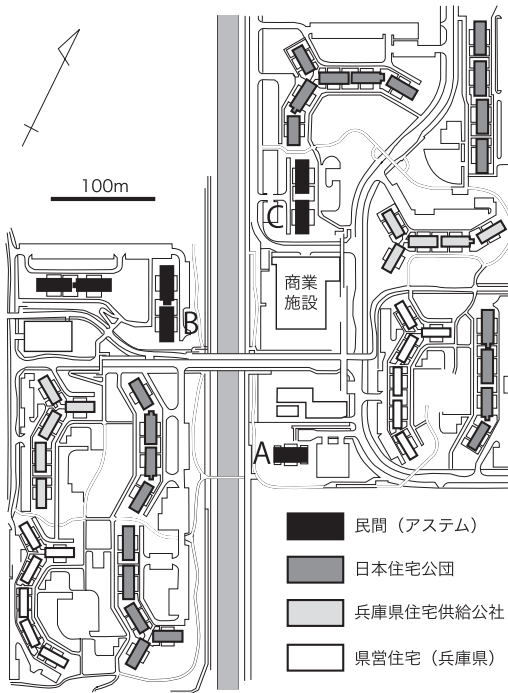 100m
C
商業
施設
B
A
民間（アステム）
日本住宅公団
兵庫県住宅供給公社
県営住宅（兵庫県）